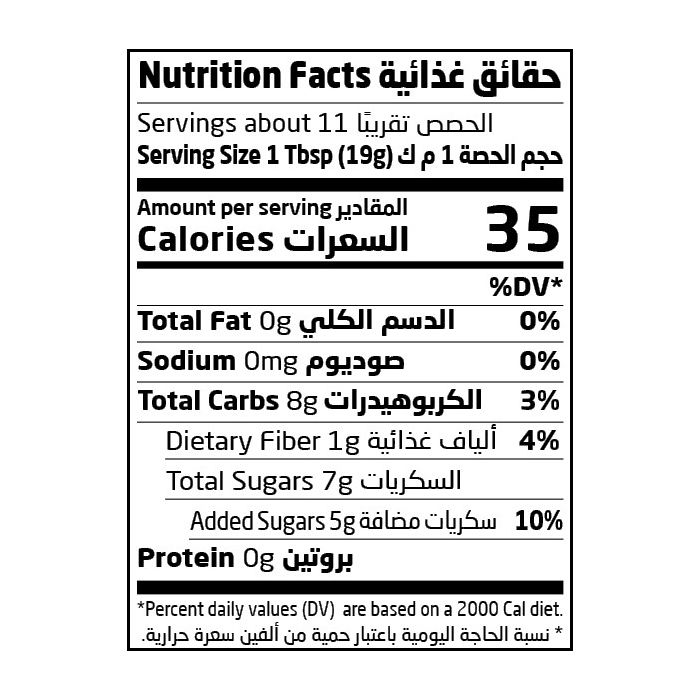 Nutrition Facts حقائق غذائية
Servings about 11 الحصص تقريبًا
Serving Size 1 Tbsp (19g) حجم الحصة 1 م ك
Amount per serving المقادير
Calories السعرات 35
%DV*
Total Fat 0g الدسم الكلي 0%
Sodium 0mg صوديوم 0%
Total Carbs 8g الكربوهيدرات 3%
Dietary Fiber 1g ألياف غذائية 4%
Total Sugars 7g السكريات
Added Sugars 5g سكريات مضافة 10%
Protein 0g بروتين
*Percent daily values (DV) are based on a 2000 Cal diet.
* نسبة الحاجة اليومية باعتبار حمية من ألفين سعرة حرارية.